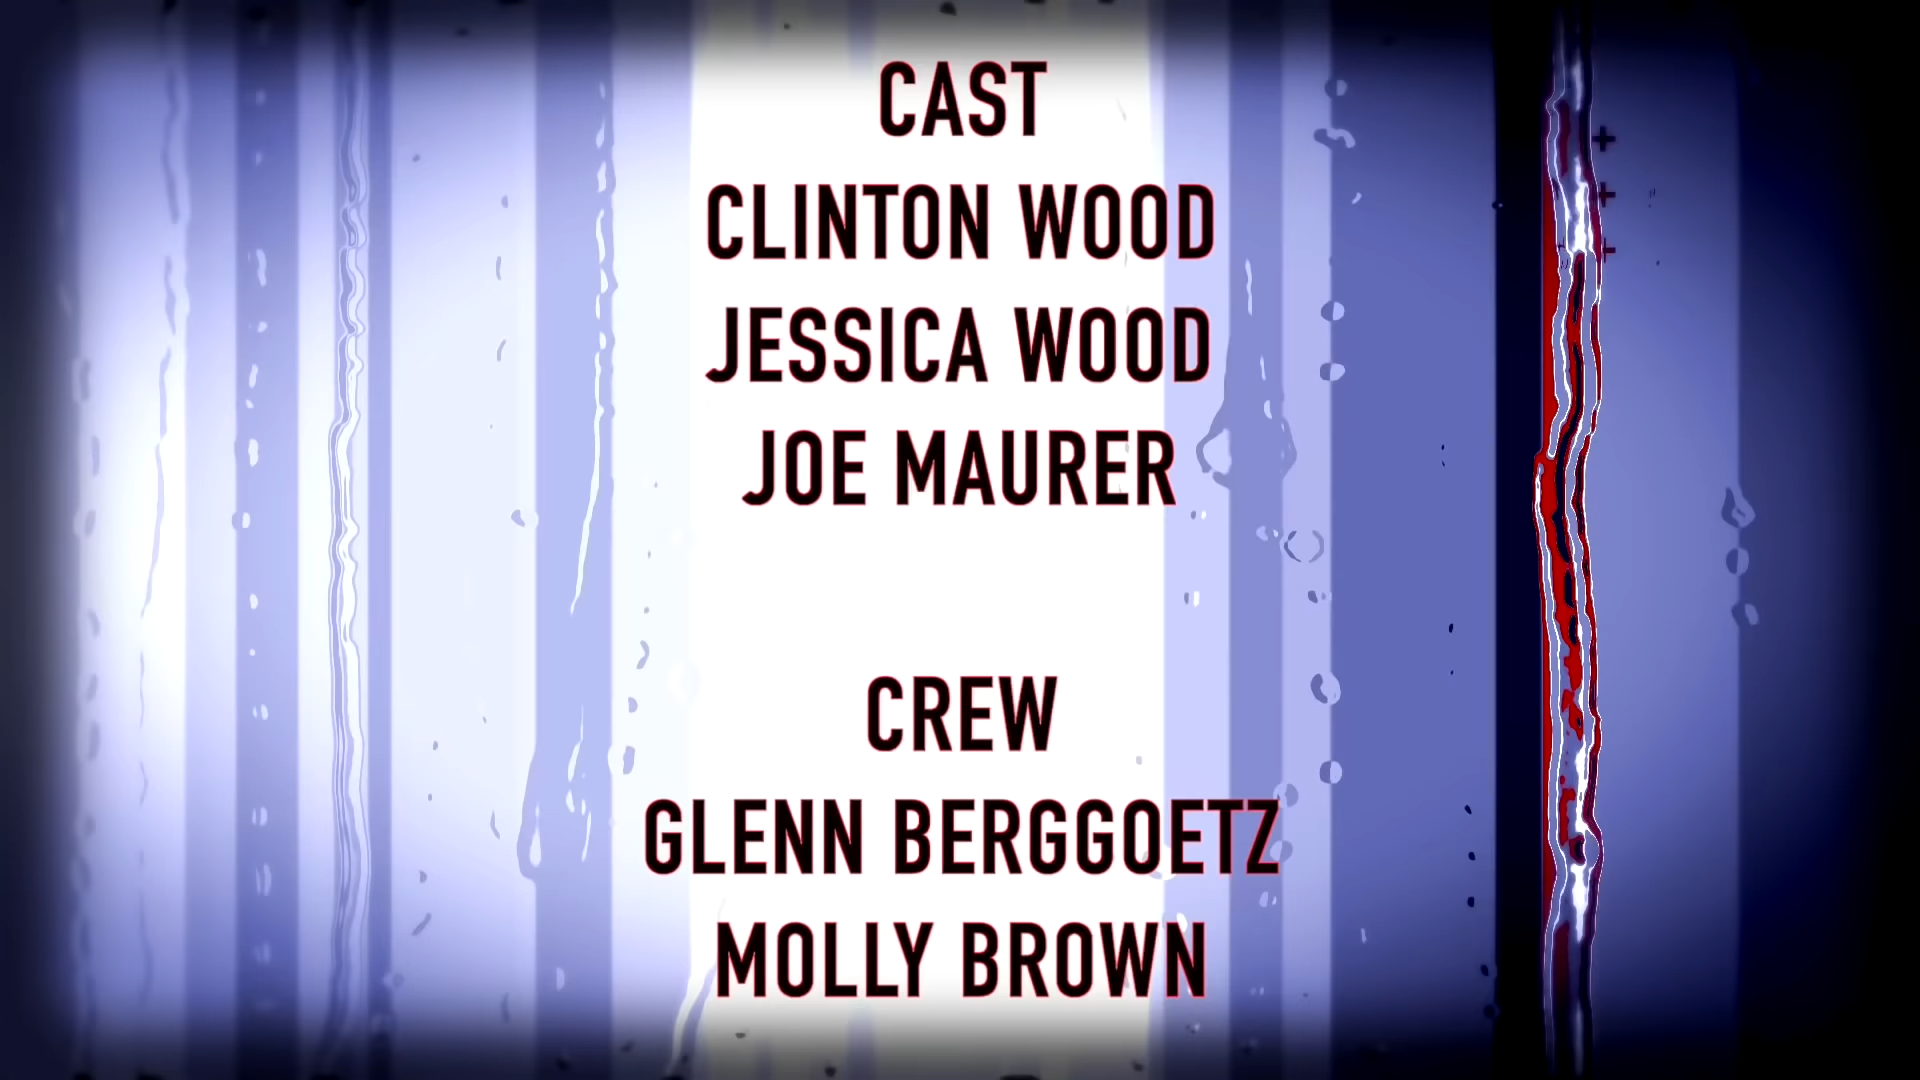 CAST
CLINTON WOOD
JESSICA WOOD
JOE MAURER
CREW
GLENN BERGGOETZ
MOLLY BROWN